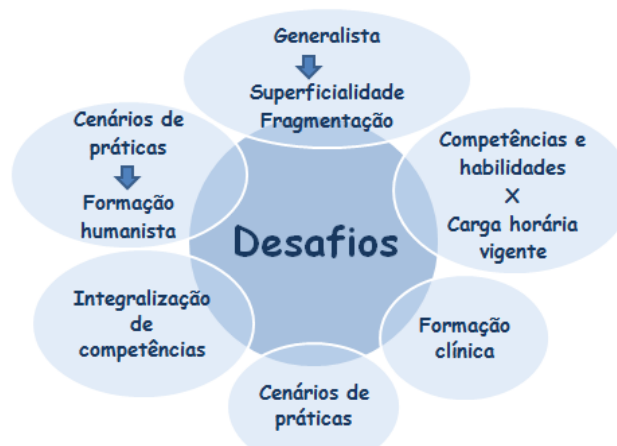 Generalista
Superficialidade
Fragmentação
Competências e
habilidades
X
Carga horária
vigente
Formação
clínica
Cenários de
práticas
Integralização
de
competências
Cenários de
práticas
Formação
humanista
Desafios